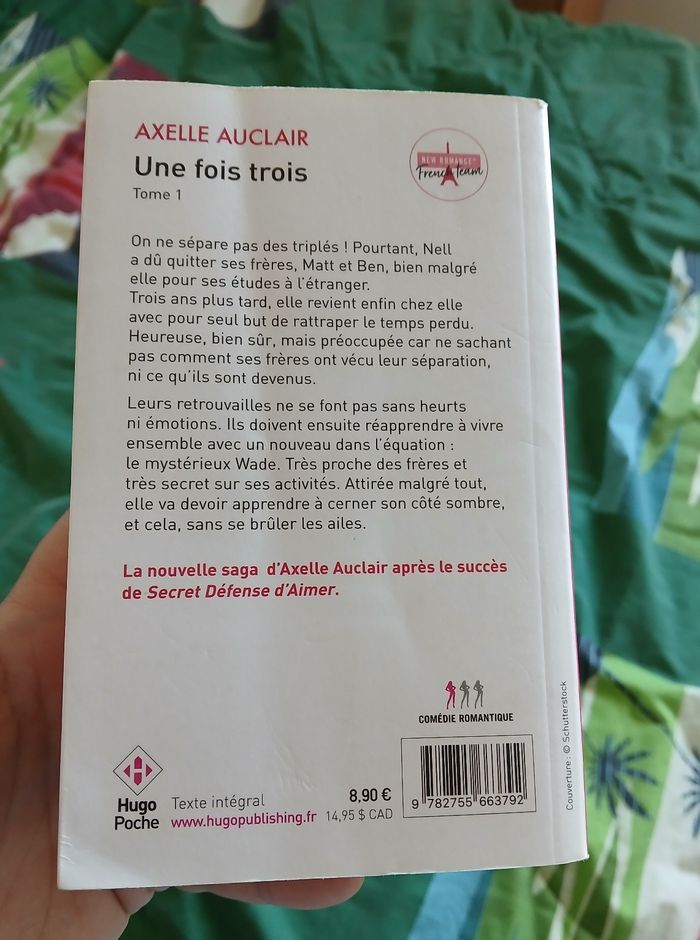 AXELLE AUCLAIR
Une fois trois
Tome 1
NEW ROMANCE®
French team
On ne sépare pas des triplés ! Pourtant, Nell
a dû quitter ses frères, Matt et Ben, bien malgré
elle pour ses études à l'étranger.
Trois ans plus tard, elle revient enfin chez elle
avec pour seul but de rattraper le temps perdu.
Heureuse, bien sûr, mais préoccupée car ne sachant
pas comment ses frères ont vécu leur séparation,
ni ce qu'ils sont devenus.
Leurs retrouvailles ne se font pas sans heurts
ni émotions. Ils doivent ensuite réapprendre à vivre
ensemble avec un nouveau dans l'équation :
le mystérieux Wade. Très proche des frères et
très secret sur ses activités. Attirée malgré tout,
elle va devoir apprendre à cerner son côté sombre,
et cela, sans se brûler les ailes.
La nouvelle saga d'Axelle Auclair après le succès
de Secret Défense d'Aimer.
COMÉDIE ROMANTIQUE
Hugo
Poche
Texte intégral
www.hugopublishing.fr
8,90 €
14,95 $ CAD
9 782755 663792
Couverture : © Schutterstock